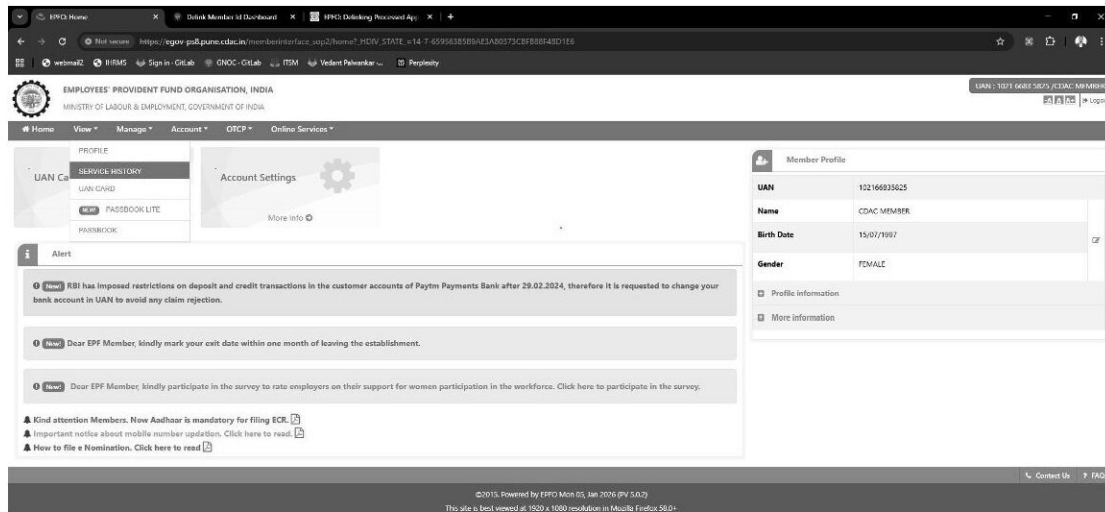 EPFO: Home
Delink Member Id Dashboard
EPFO: Delinking Processed App
Not secure https://egov-ps8.pune.cdac.in/memberinterface_sop2/home?_HDIV_STATE_=14-7-
webmail2 IHRMS Sign in · GitLab GNOC · GitLab ITSM Vedant Palwankar -... Perplexity
EMPLOYEES' PROVIDENT FUND ORGANISATION, INDIA
MINISTRY OF LABOUR & EMPLOYMENT, GOVERNMENT OF INDIA
UAN : 1021 6683 5825 /CDAC MEMBER
Home View Manage Account OTCP Online Services
PROFILE
SERVICE HISTORY
UAN CARD
NEW! PASSBOOK LITE
PASSBOOK
UAN Ca
Account Settings
More info
Member Profile
UAN 102166835825
Name CDAC MEMBER
Birth Date 15/07/1997
Gender FEMALE
Profile information
More information
Alert
New! RBI has imposed restrictions on deposit and credit transactions in the customer accounts of Paytm Payments Bank after 29.02.2024, therefore it is requested to change your
bank account in UAN to avoid any claim rejection.
New! Dear EPF Member, kindly mark your exit date within one month of leaving the establishment.
New! Dear EPF Member, kindly participate in the survey to rate employers on their support for women participation in the workforce. Click here to participate in the survey.
Kind attention Members. Now Aadhaar is mandatory for filing ECR.
Important notice about mobile number updation. Click here to read.
How to file e Nomination. Click here to read
Contact Us ? FAQ
©2015. Powered by EPFO Mon 05, Jan 2026 (PV 5.0.2)
This site is best viewed at 1920 x 1080 resolution in Mozilla Firefox 58.0+